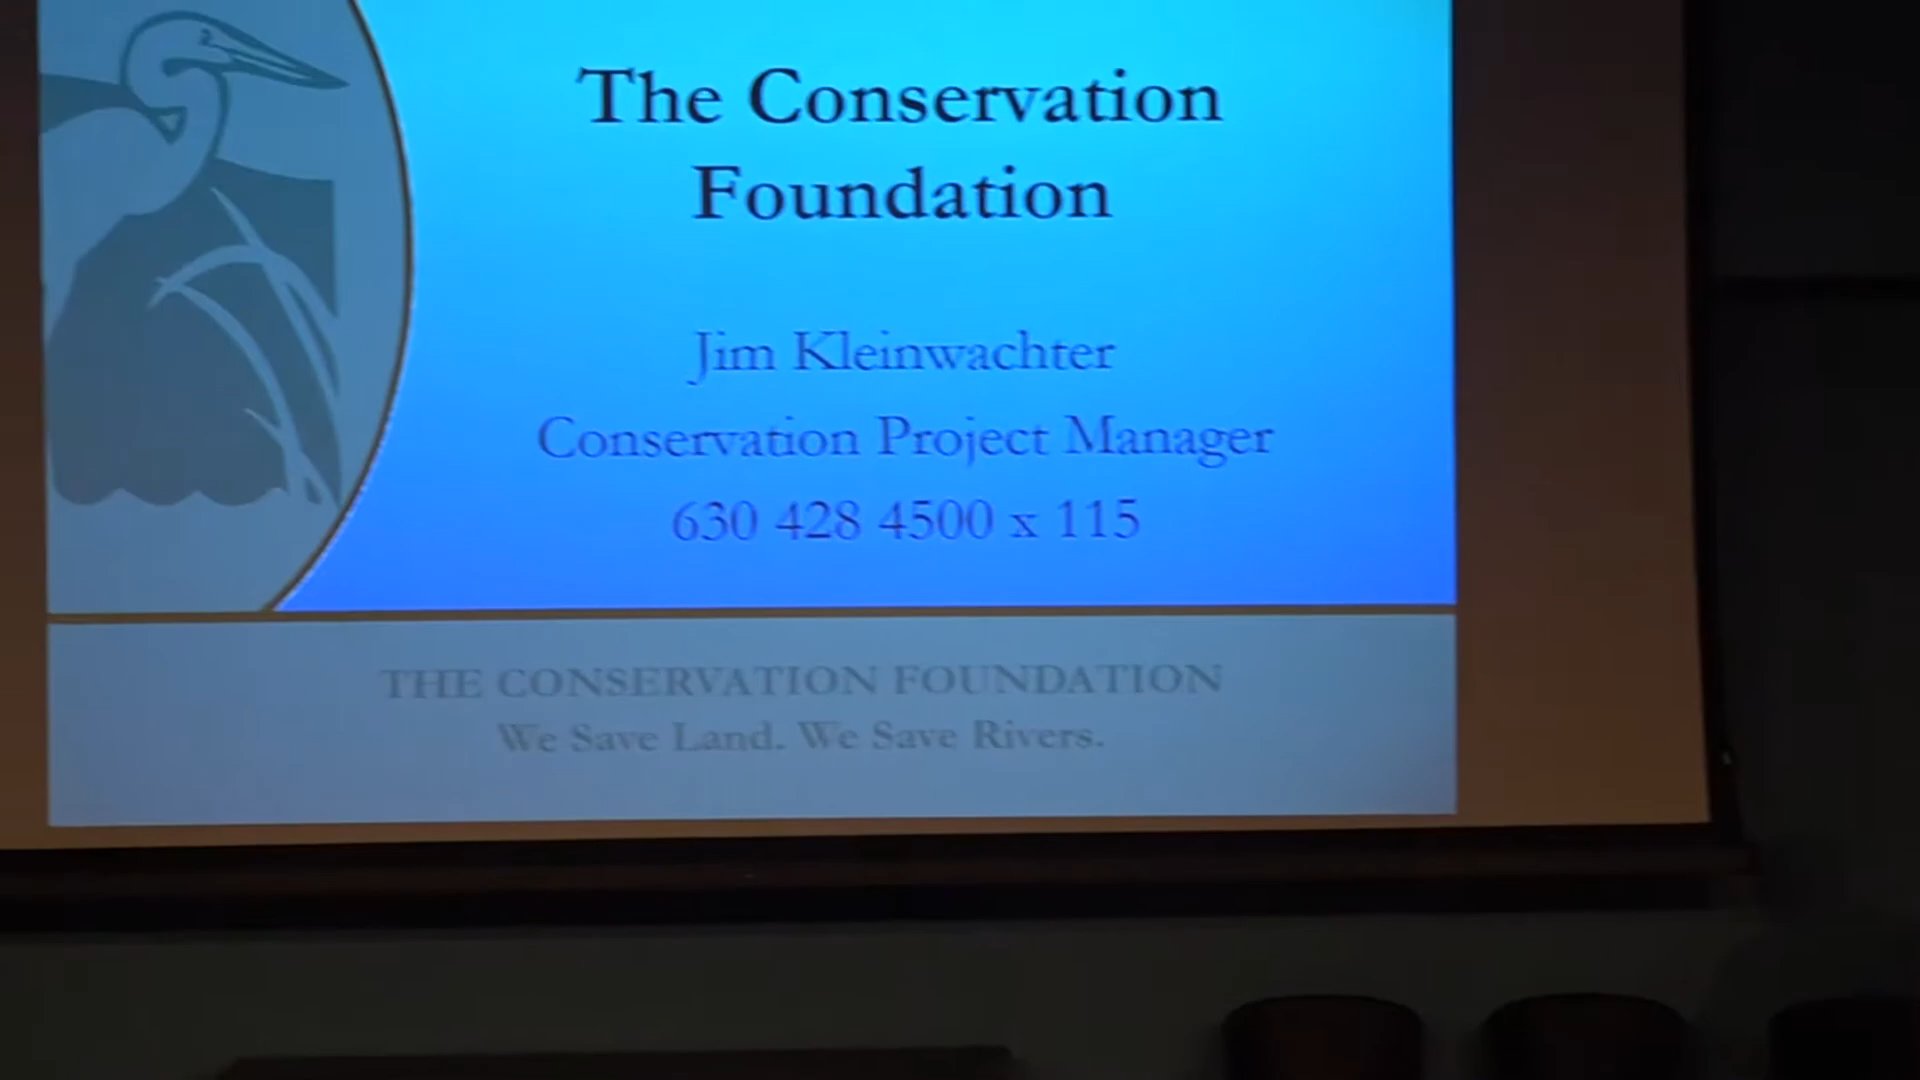 The Conservation
Foundation
Jim Kleinwachter
Conservation Project Manager
630 428 4500 x 115
THE CONSERVATION FOUNDATION
We Save Land. We Save Rivers.